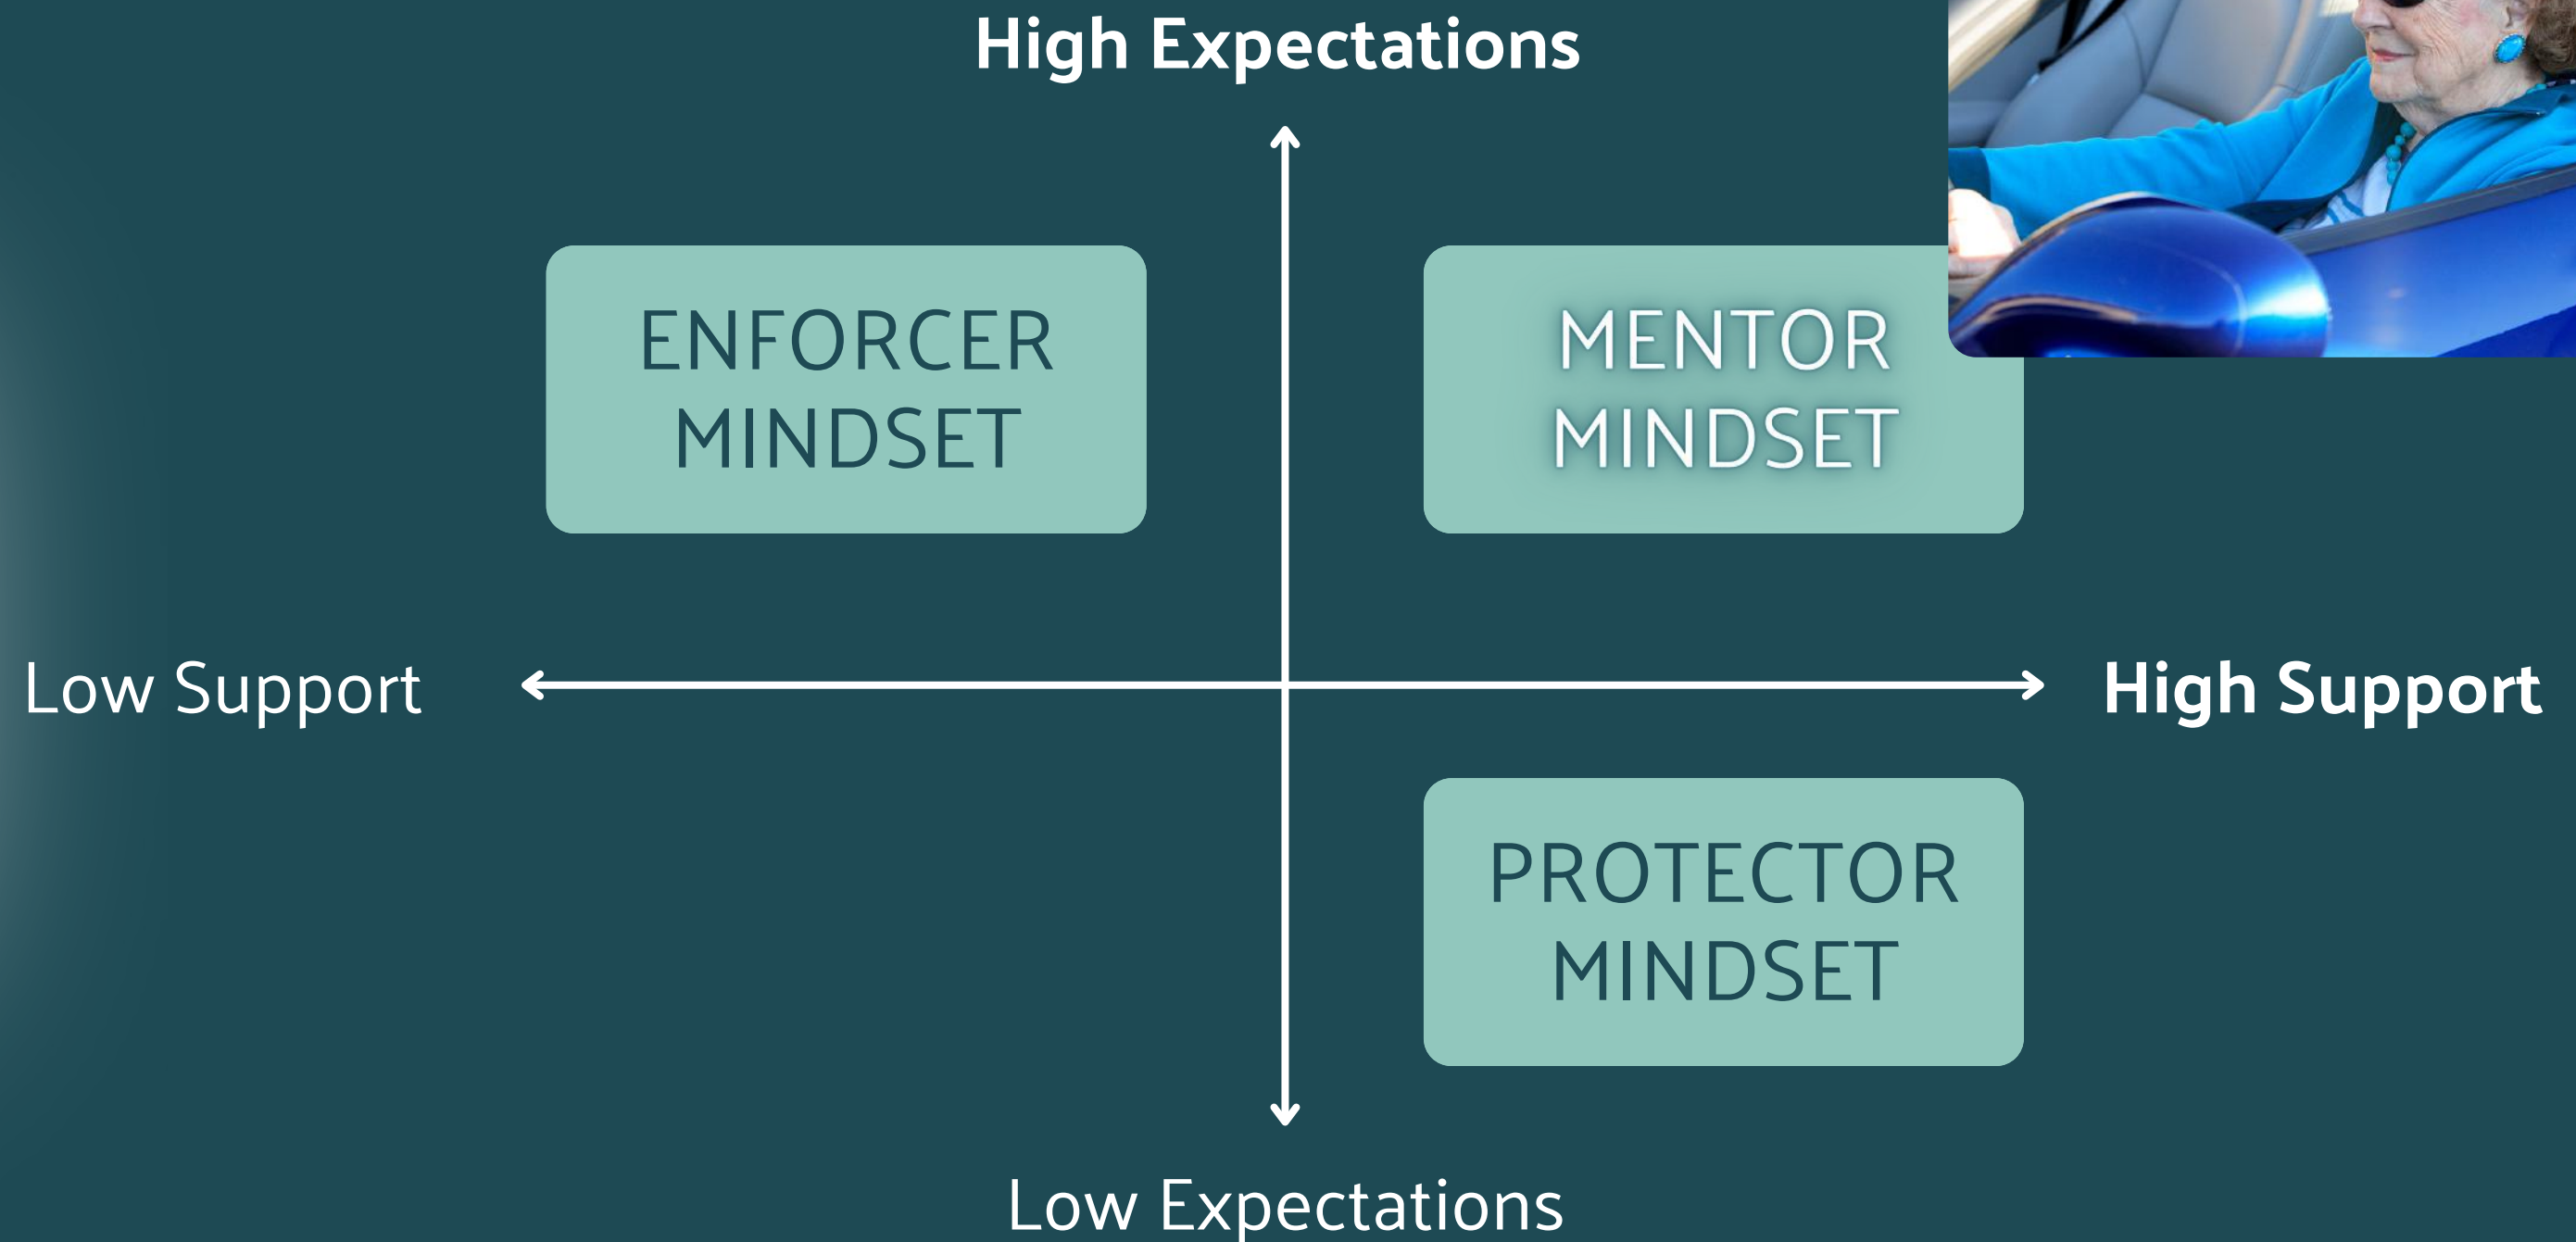 High Expectations
ENFORCER
MINDSET
MENTOR
MINDSET
Low Support
High Support
PROTECTOR
MINDSET
Low Expectations